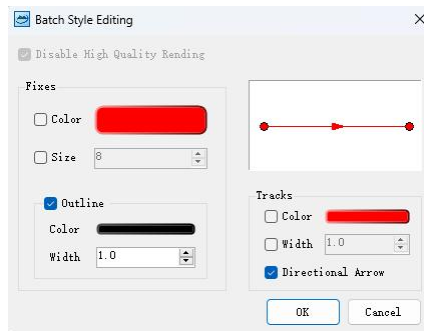 Batch Style Editing
Disable High Quality Rending
Fixes
Color
Size 8
Outline
Color
Width 1.0
Tracks
Color
Width 1.0
Directional Arrow
OK Cancel